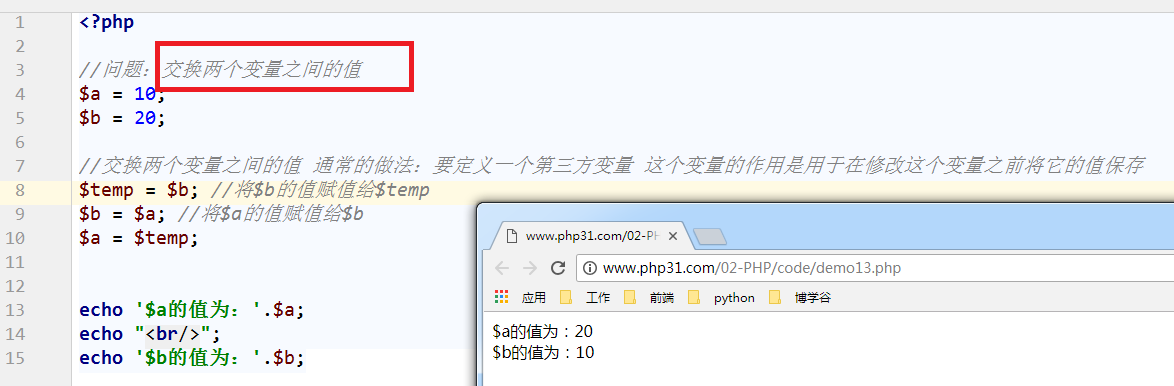 1 <?php
2
3 //问题：交换两个变量之间的值
4 $a = 10;
5 $b = 20;
6
7 //交换两个变量之间的值 通常的做法：要定义一个第三方变量 这个变量的作用是用于在修改这个变量之前将它的值保存
8 $temp = $b; //将$b的值赋值给$temp
9 $b = $a; //将$a的值赋值给$b
10 $a = $temp;
11
12
13 echo '$a的值为：'.$a;
14 echo "<br/>";
15 echo '$b的值为：'.$b;
www.php31.com/02-PH
www.php31.com/02-PHP/code/demo13.php
应用 工作 前端 python 博学谷
$a的值为：20
$b的值为：10